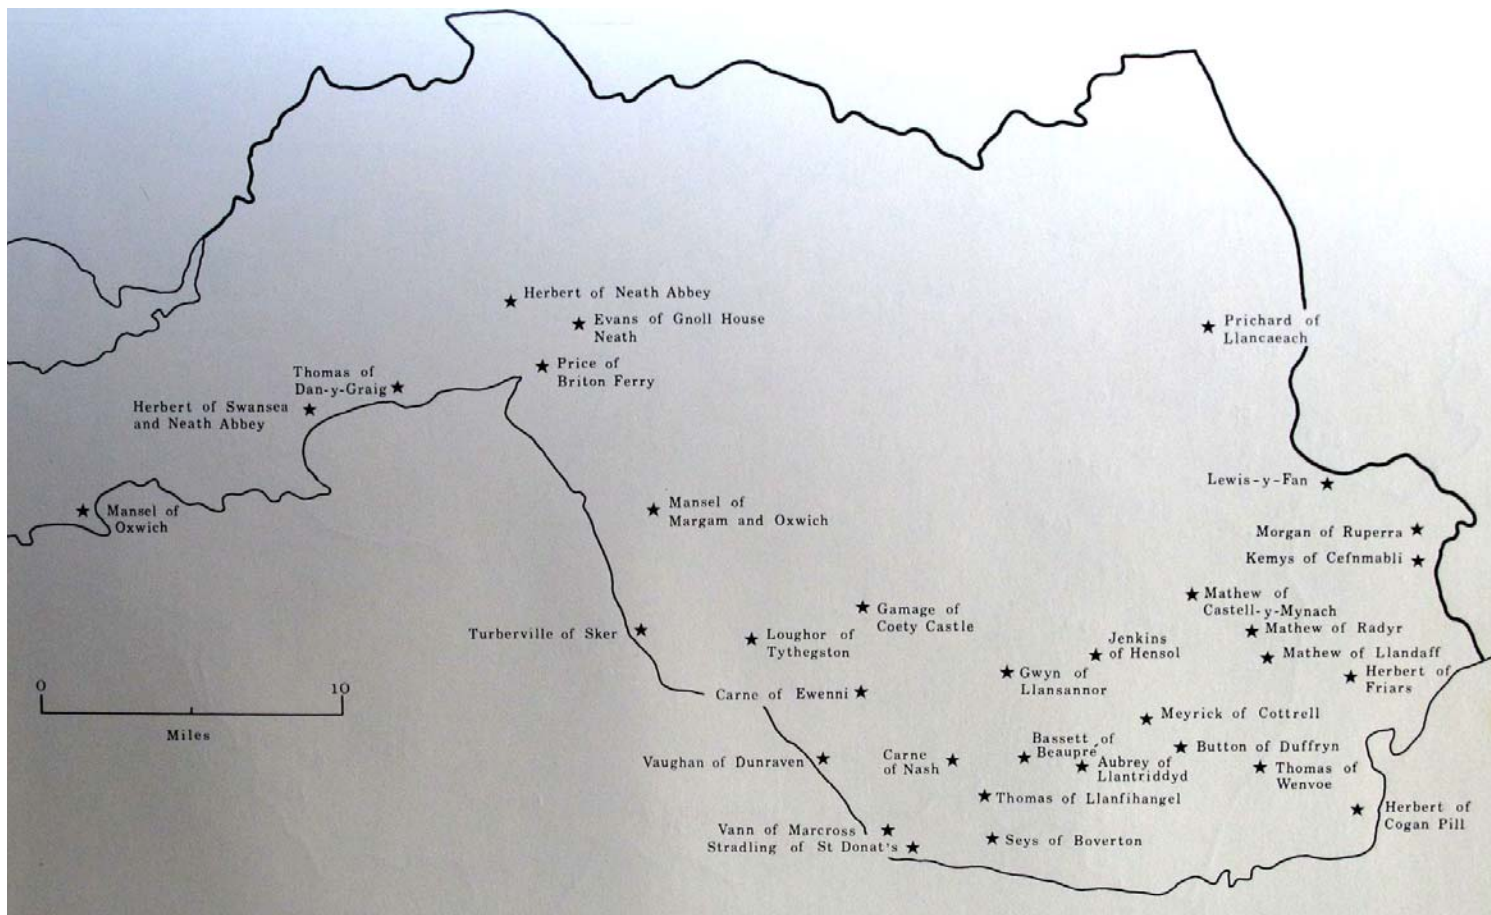 Herbert of Neath Abbey
Evans of Gnoll House
Neath
Prichard of
Llancaeach
Price of
Briton Ferry
Thomas of
Dan-y-Graig
Herbert of Swansea
and Neath Abbey
Lewis-y-Fan
Mansel of
Oxwich
Mansel of
Margam and Oxwich
Morgan of Ruperra
Kemys of Cefnmabli
Mathew of
Castell-y-Mynach
Gamage of
Coety Castle
Turberville of Sker
Loughor of
Tythegston
Mathew of Radyr
Jenkins
of Hensol
Mathew of Llandaff
Herbert of
Friars
Gwyn of
Llansannor
Carne of Ewenni
0 10
Miles
Meyrick of Cottrell
Bassett of
Beaupré
Button of Duffryn
Vaughan of Dunraven
Carne
of Nash
Aubrey of
Llantriddyd
Thomas of
Wenvoe
Thomas of Llanfihangel
Herbert of
Cogan Pill
Vann of Marcross
Stradling of St Donat's
Seys of Boverton